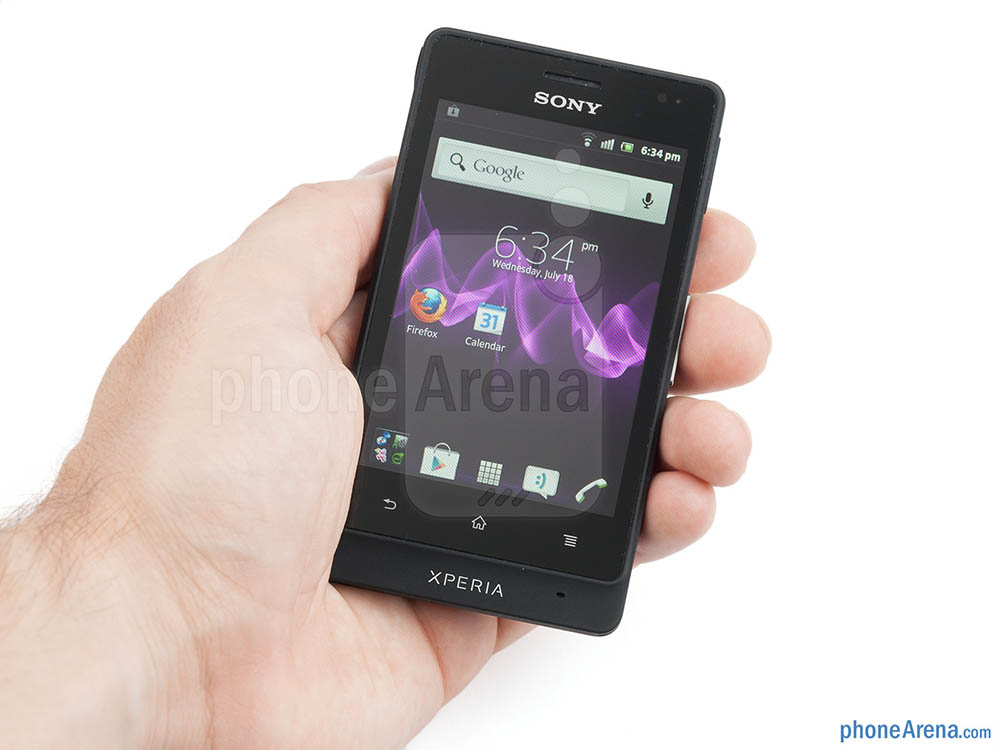 SONY
6:34 pm
Google
6:34 pm
Wednesday, July 18
Firefox
31
Calendar
phone Arena
XPERIA
phoneArena.com